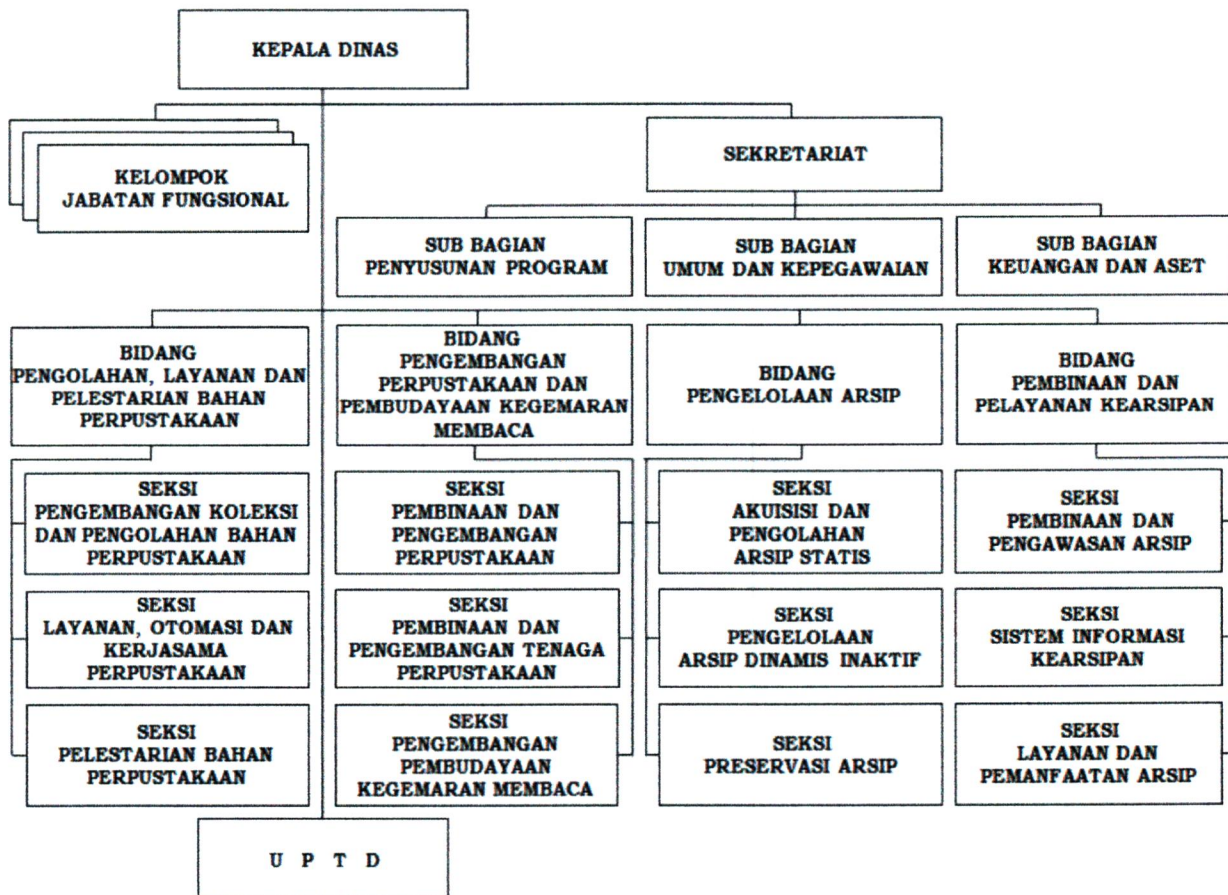 KEPALA DINAS
KELOMPOK
JABATAN FUNGSIONAL
SEKRETARIAT
SUB BAGIAN
PENYUSUNAN PROGRAM
SUB BAGIAN
UMUM DAN KEPEGAWAIAN
SUB BAGIAN
KEUANGAN DAN ASET
BIDANG
PENGOLAHAN, LAYANAN DAN
PELESTARIAN BAHAN
PERPUSTAKAAN
BIDANG
PENGEMBANGAN
PERPUSTAKAAN DAN
PEMBUDAYAAN KEGEMARAN
MEMBACA
BIDANG
PENGELOLAAN ARSIP
BIDANG
PEMBINAAN DAN
PELAYANAN KEARSIPAN
SEKSI
PENGEMBANGAN KOLEKSI
DAN PENGOLAHAN BAHAN
PERPUSTAKAAN
SEKSI
PEMBINAAN DAN
PENGEMBANGAN
PERPUSTAKAAN
SEKSI
AKUISISI DAN
PENGOLAHAN
ARSIP STATIS
SEKSI
PEMBINAAN DAN
PENGAWASAN ARSIP
SEKSI
LAYANAN, OTOMASI DAN
KERJASAMA
PERPUSTAKAAN
SEKSI
PEMBINAAN DAN
PENGEMBANGAN TENAGA
PERPUSTAKAAN
SEKSI
PENGELOLAAN
ARSIP DINAMIS INAKTIF
SEKSI
SISTEM INFORMASI
KEARSIPAN
SEKSI
PELESTARIAN BAHAN
PERPUSTAKAAN
SEKSI
PENGEMBANGAN
PEMBUDAYAAN
KEGEMARAN MEMBACA
SEKSI
PRESERVASI ARSIP
SEKSI
LAYANAN DAN
PEMANFAATAN ARSIP
U P T D